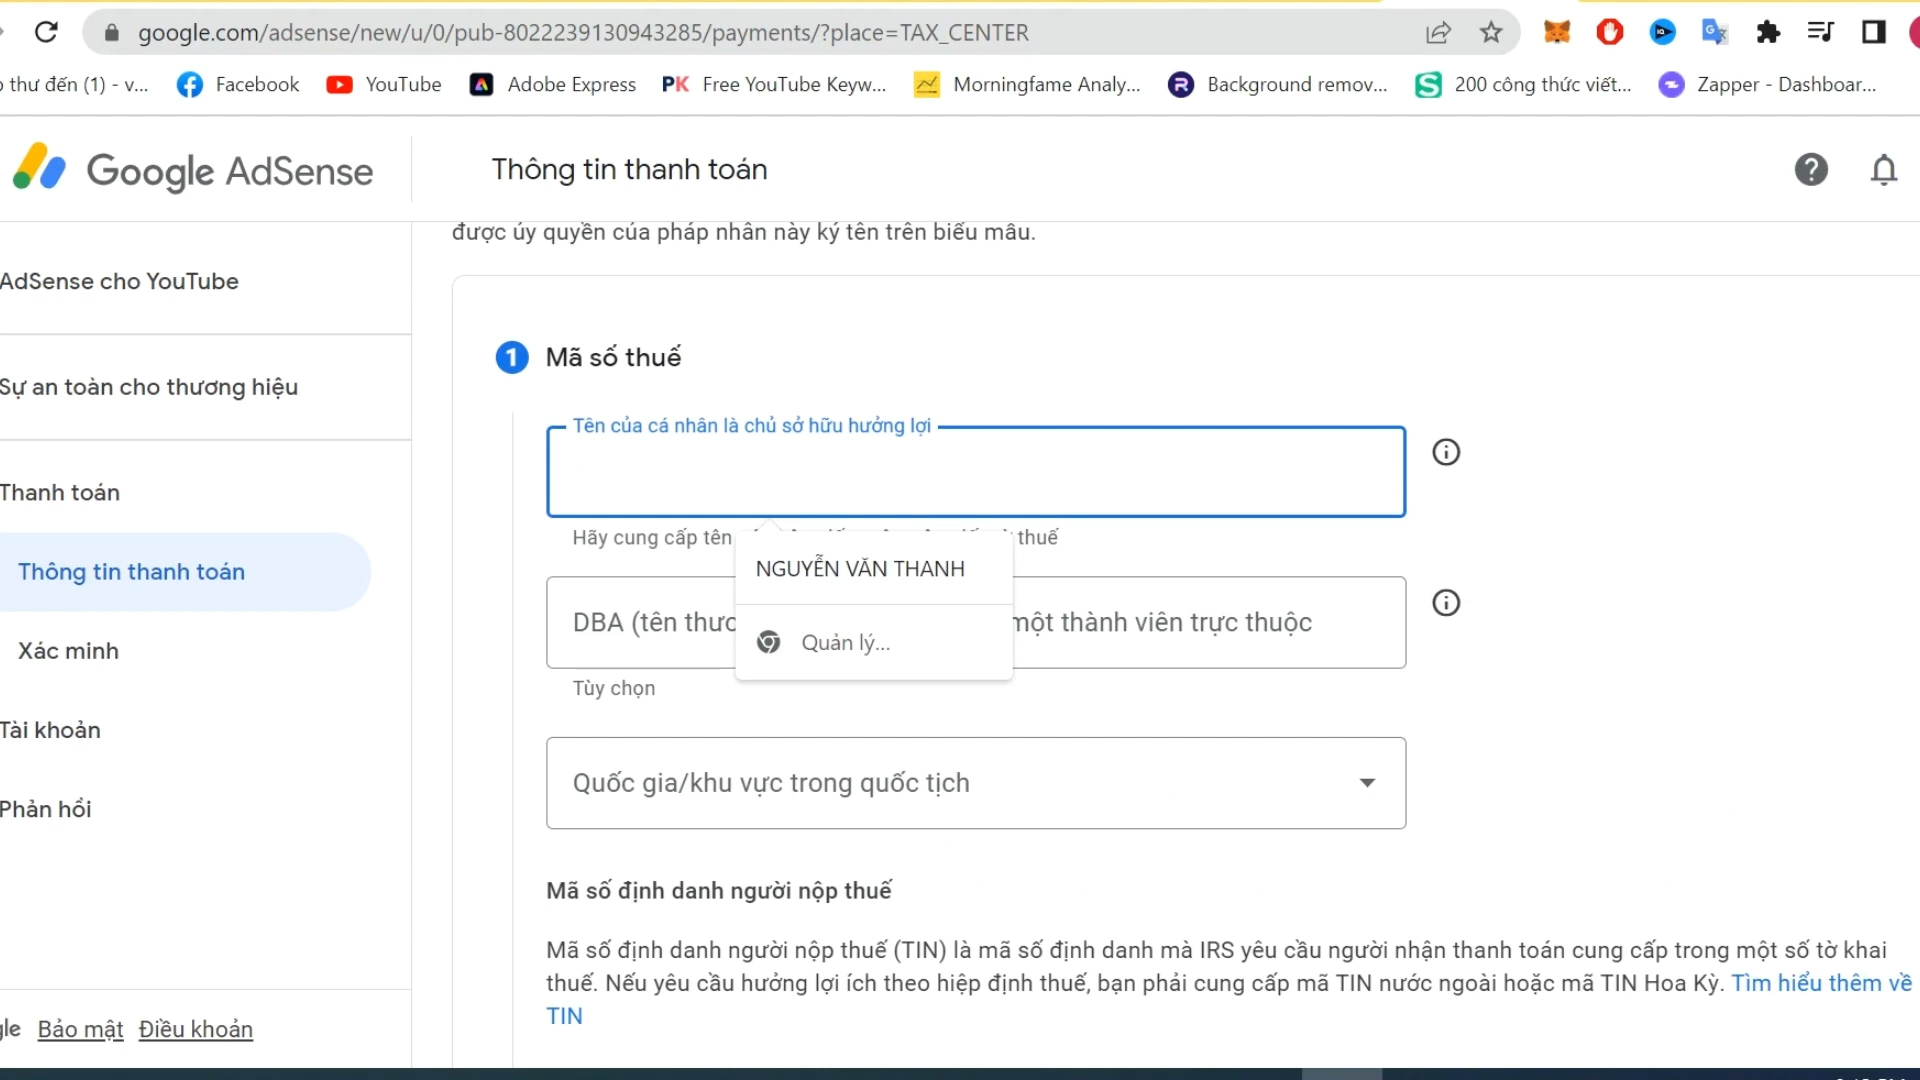 google.com/adsense/new/u/0/pub-8022239130943285/payments/?place=TAX_CENTER
thư đến (1) - v...
Facebook
YouTube
Adobe Express
PK Free YouTube Keyw...
Morningfame Analy...
Background remov...
200 công thức viết...
Zapper - Dashboar...
Google AdSense
Thông tin thanh toán
được ủy quyền của pháp nhân này ký tên trên biểu mẫu.
AdSense cho YouTube
Sự an toàn cho thương hiệu
Thanh toán
Thông tin thanh toán
Xác minh
Tài khoản
Phản hồi
Bảo mật Điều khoản
1 Mã số thuế
Tên của cá nhân là chủ sở hữu hưởng lợi
Hãy cung cấp tên thuế
NGUYỄN VĂN THANH
Quản lý...
DBA (tên một thành viên trực thuộc
Tùy chọn
Quốc gia/khu vực trong quốc tịch
Mã số định danh người nộp thuế
Mã số định danh người nộp thuế (TIN) là mã số định danh mà IRS yêu cầu người nhận thanh toán cung cấp trong một số tờ khai
thuế. Nếu yêu cầu hưởng lợi ích theo hiệp định thuế, bạn phải cung cấp mã TIN nước ngoài hoặc mã TIN Hoa Kỳ. Tìm hiểu thêm về
TIN